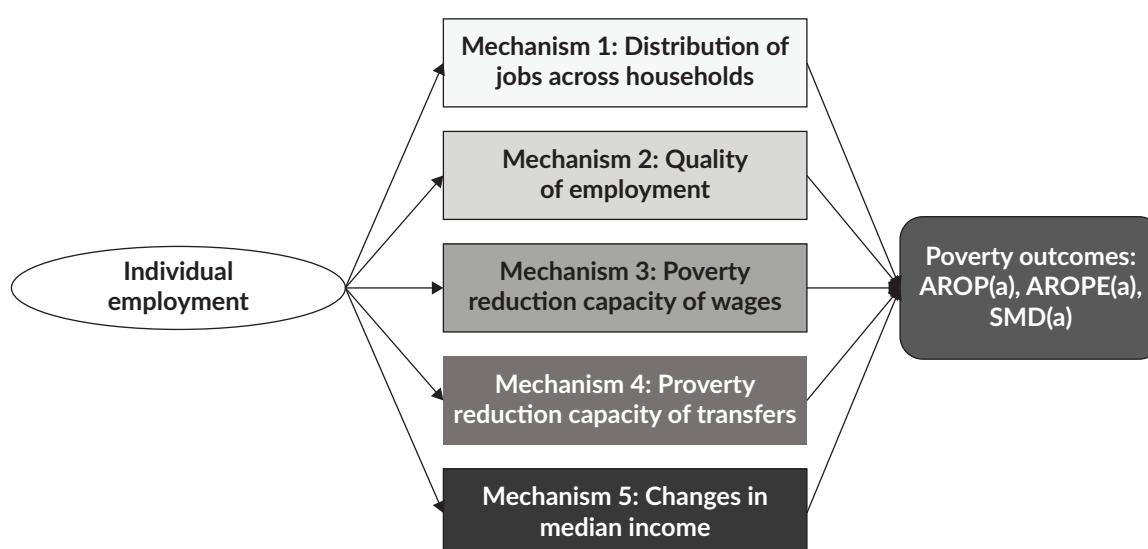 Mechanism 1: Distribution of
jobs across households
Mechanism 2: Quality
of employment
Individual
employment
Mechanism 3: Poverty
reduction capacity of wages
Poverty outcomes:
AROP(a), AROPE(a),
SMD(a)
Mechanism 4: Proverty
reduction capacity of transfers
Mechanism 5: Changes in
median income